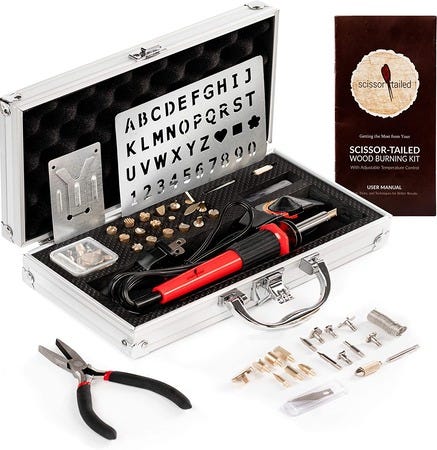 ABCDEFGHIJ
KLMNOPQRST
UVWXYZ
1234567890
scissor tailed
Getting the Most from Your
SCISSOR-TAILED
WOOD BURNING KIT
With Adjustable Temperature Control
USER MANUAL